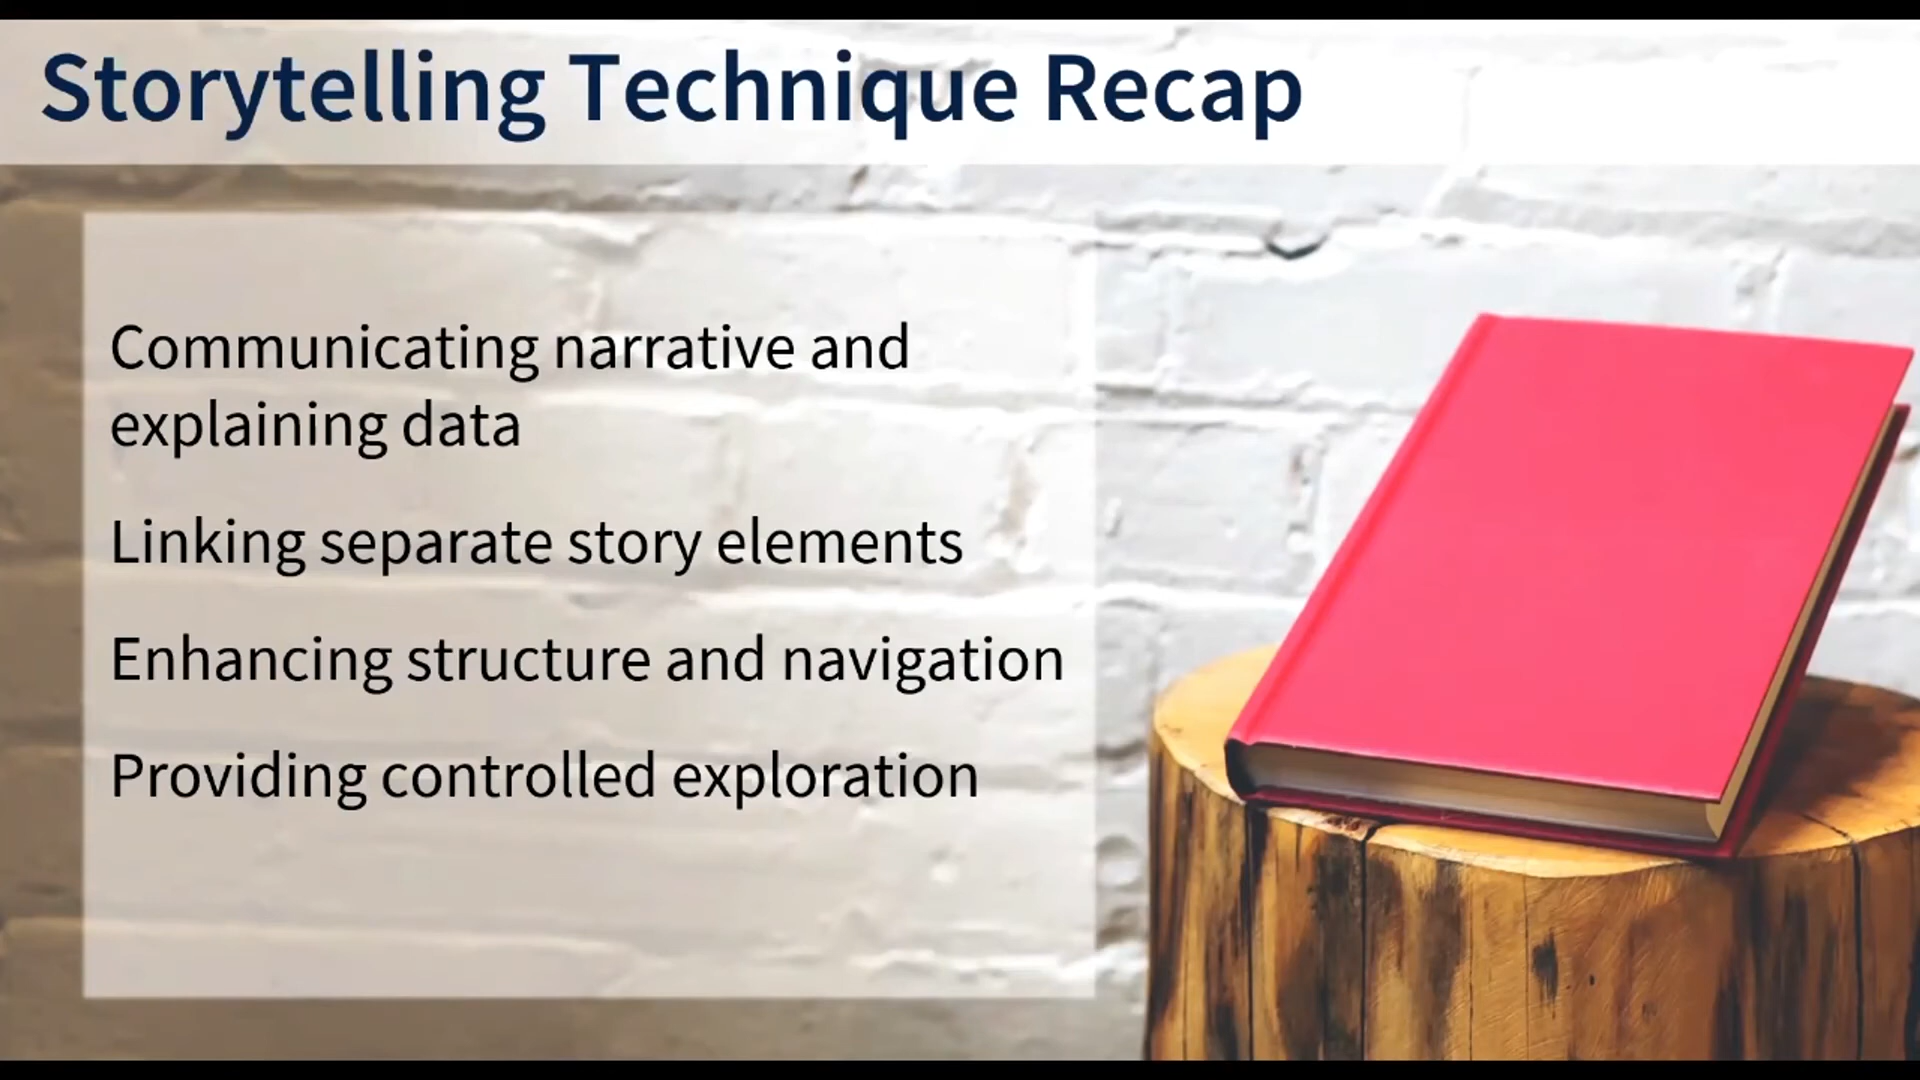 Storytelling Technique Recap
Communicating narrative and
explaining data
Linking separate story elements
Enhancing structure and navigation
Providing controlled exploration